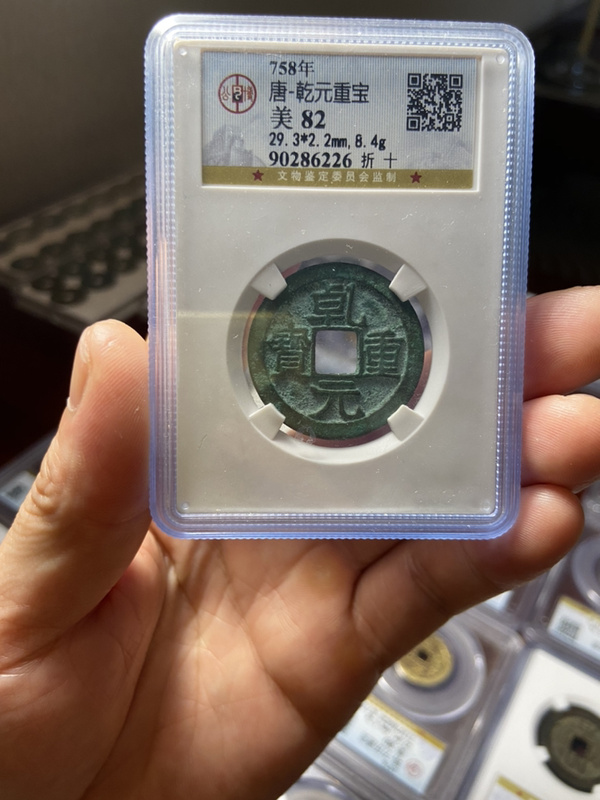 758年
唐-乾元重宝
美 82
29.3*2.2mm, 8.4g
90286226 折十
★ 文物鉴定委员会监制 ★
乾
寶 重
元